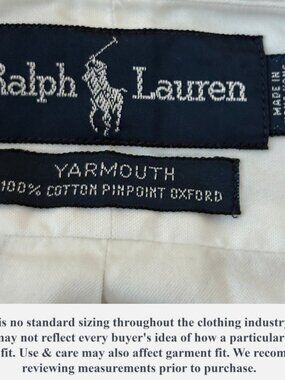 Ralph Lauren
MADE IN
YARMOUTH
100% COTTON PINPOINT OXFORD
is no standard sizing throughout the clothing industry
may not reflect every buyer's idea of how a particular
fit. Use & care may also affect garment fit. We recom
reviewing measurements prior to purchase.